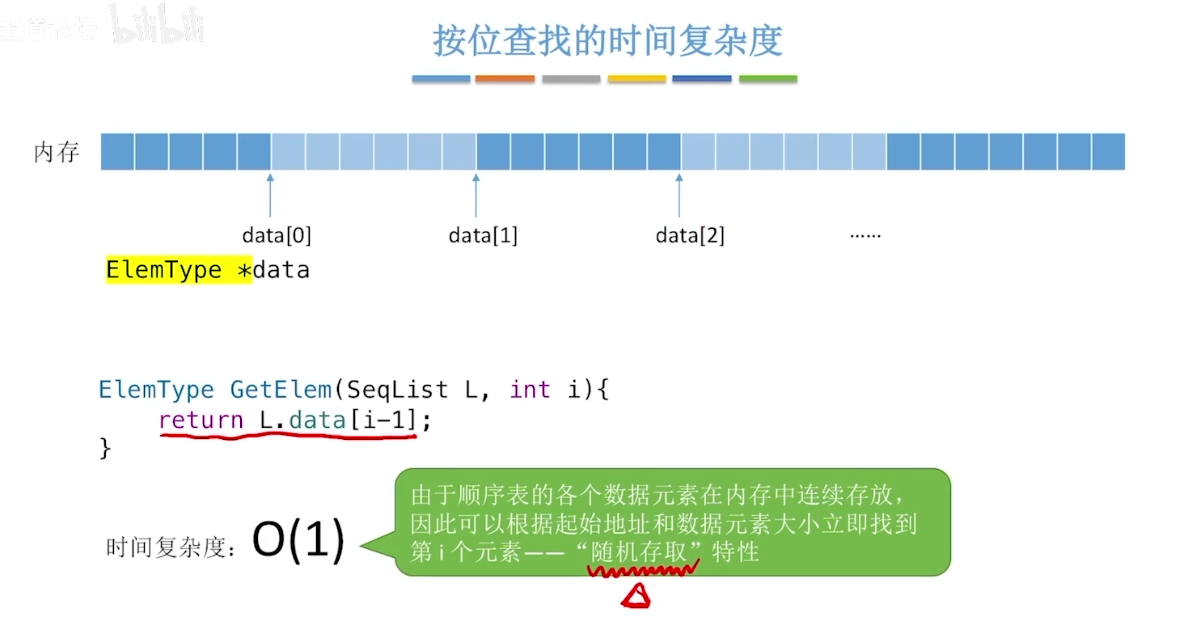 bilibili
按位查找的时间复杂度
内存
data[0] data[1] data[2] ……
ElemType *data
ElemType GetElem(SeqList L, int i){
return L.data[i-1];
}
由于顺序表的各个数据元素在内存中连续存放，
因此可以根据起始地址和数据元素大小立即找到
第i个元素——“随机存取”特性
时间复杂度：O(1)